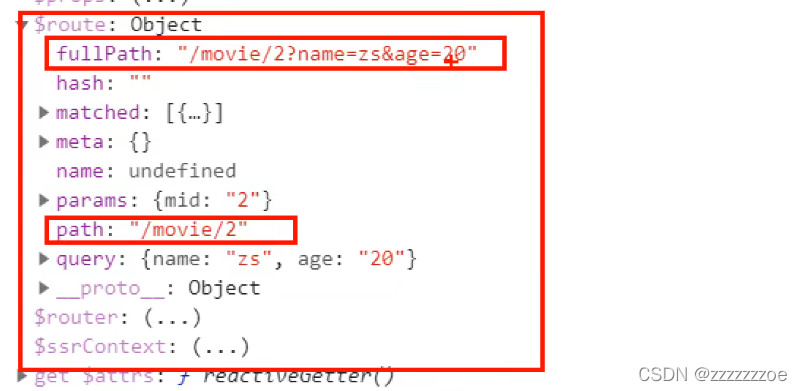 $props: (...)
▼ $route: Object
fullPath: "/movie/2?name=zs&age=20"
hash: ""
▶ matched: [{…}]
▶ meta: {}
name: undefined
▶ params: {mid: "2"}
path: "/movie/2"
▶ query: {name: "zs", age: "20"}
▶ __proto__: Object
$router: (...)
$ssrContext: (...)
▶ get $attrs: ƒ reactiveGetter()
CSDN @zzzzzzzoe